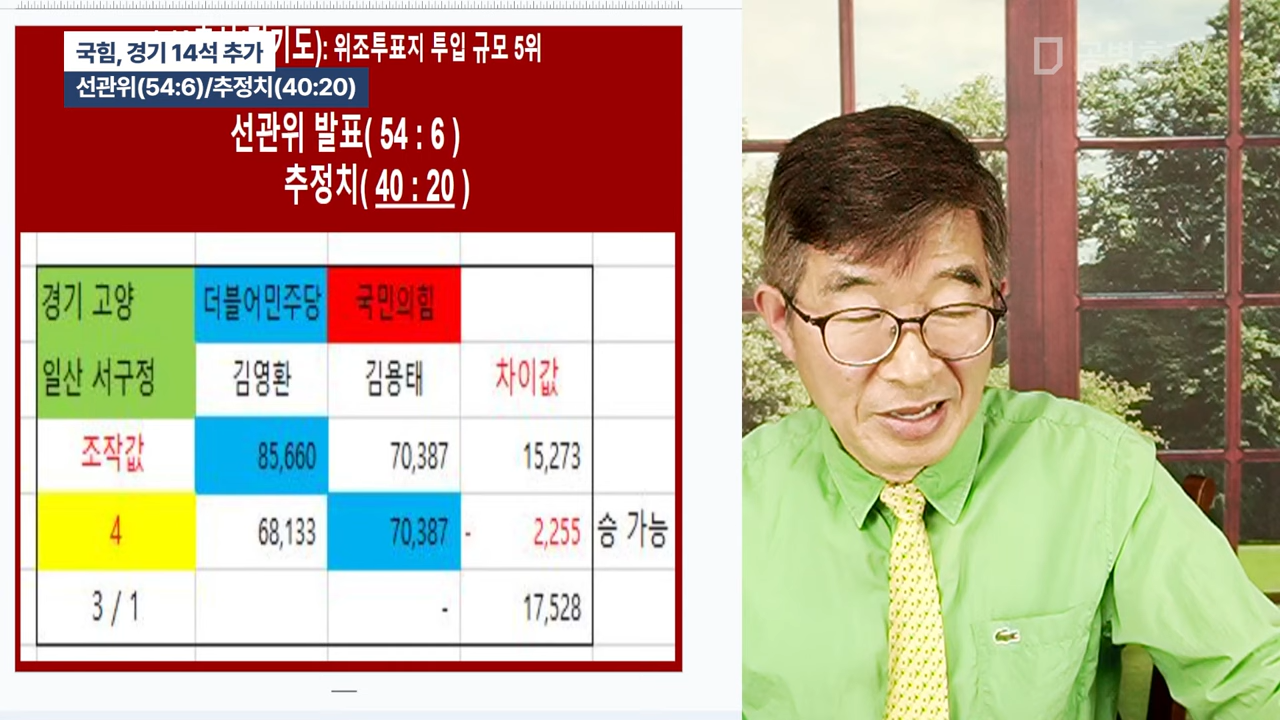 국힘, 경기 14석 추가
선관위(54:6)/추정치(40:20)
기도): 위조투표지 투입 규모 5위
선관위 발표( 54 : 6 )
추정치( 40 : 20 )
경기 고양 더블어민주당 국민의힘
일산 서구정 김영환 김용태 차이값
조작값 85,660 70,387 15,273
4 68,133 70,387 - 2,255 승 가능
3 / 1 - 17,528